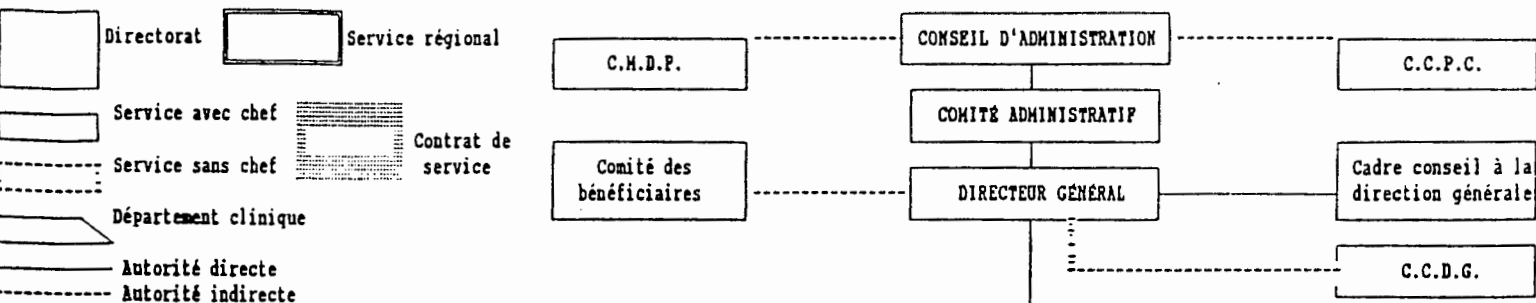 Directorat
Service régional
Service avec chef
Service sans chef
Contrat de
service
Département clinique
Autorité directe
Autorité indirecte
CONSEIL D'ADMINISTRATION
C.M.D.P.
C.C.P.C.
COMITÉ ADMINISTRATIF
Comité des
bénéficiaires
DIRECTEUR GÉNÉRAL
Cadre conseil à la
direction générale
C.C.D.G.